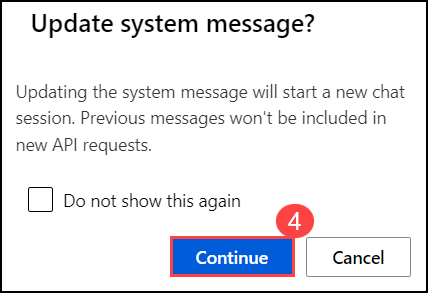 Update system message?
Updating the system message will start a new chat
session. Previous messages won't be included in
new API requests.
Do not show this again
4
Continue
Cancel